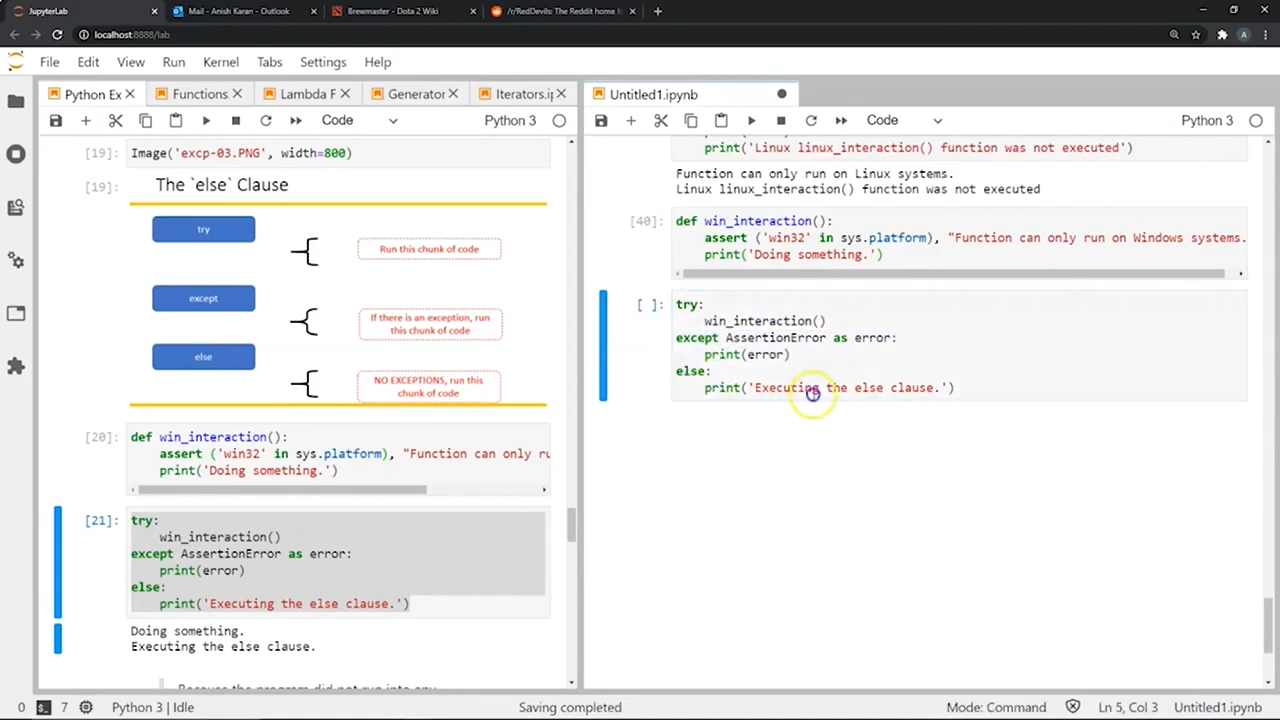 JupyterLab
Mail - Anish Karan - Outlook
Brewmaster - Dota 2 Wiki
/r/RedDevils: The Reddit home f
localhost:8888/lab
A
File Edit View Run Kernel Tabs Settings Help
Python Ex
Functions
Lambda F
Generator
Iterators.ip
Untitled1.ipynb
Code
Python 3
Code
Python 3
[19]:
Image('excp-03.PNG', width=800)
[19]:
The `else` Clause
try
Run this chunk of code
except
If there is an exception, run
this chunk of code
else
NO EXCEPTIONS, run this
chunk of code
[20]:
def win_interaction():
assert ('win32' in sys.platform), "Function can only ru
print('Doing something.')
[21]:
try:
win_interaction()
except AssertionError as error:
print(error)
else:
print('Executing the else clause.')
Doing something.
Executing the else clause.
Because the program did not run into any
print('Linux linux_interaction() function was not executed')
Function can only run on Linux systems.
Linux linux_interaction() function was not executed
[40]:
def win_interaction():
assert ('win32' in sys.platform), "Function can only run on Windows systems.
print('Doing something.')
[ ]:
try:
win_interaction()
except AssertionError as error:
print(error)
else:
print('Executing the else clause.')
0
7
Python 3 | Idle
Saving completed
Mode: Command
Ln 5, Col 3
Untitled1.ipynb